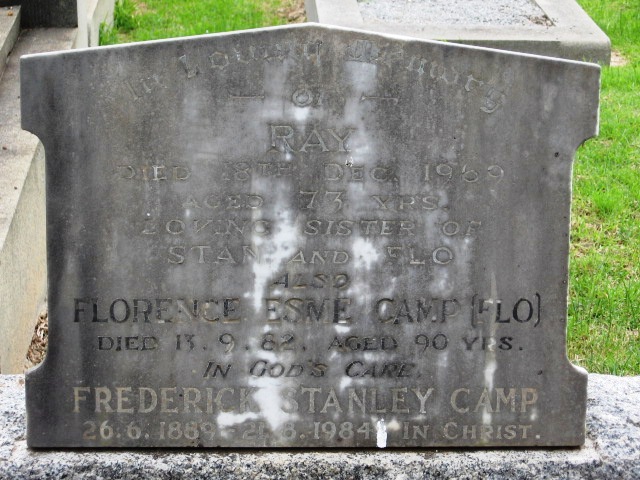 In Loving Memory
— OF —
RAY
DIED 18TH DEC. 1969
AGED 73 YRS.
LOVING SISTER OF
STAN AND FLO
ALSO
FLORENCE ESME CAMP (FLO)
DIED 13.9.82. AGED 90 YRS.
IN GOD'S CARE.
FREDERICK STANLEY CAMP
26.6.1889 - 21.8.1984. IN CHRIST.